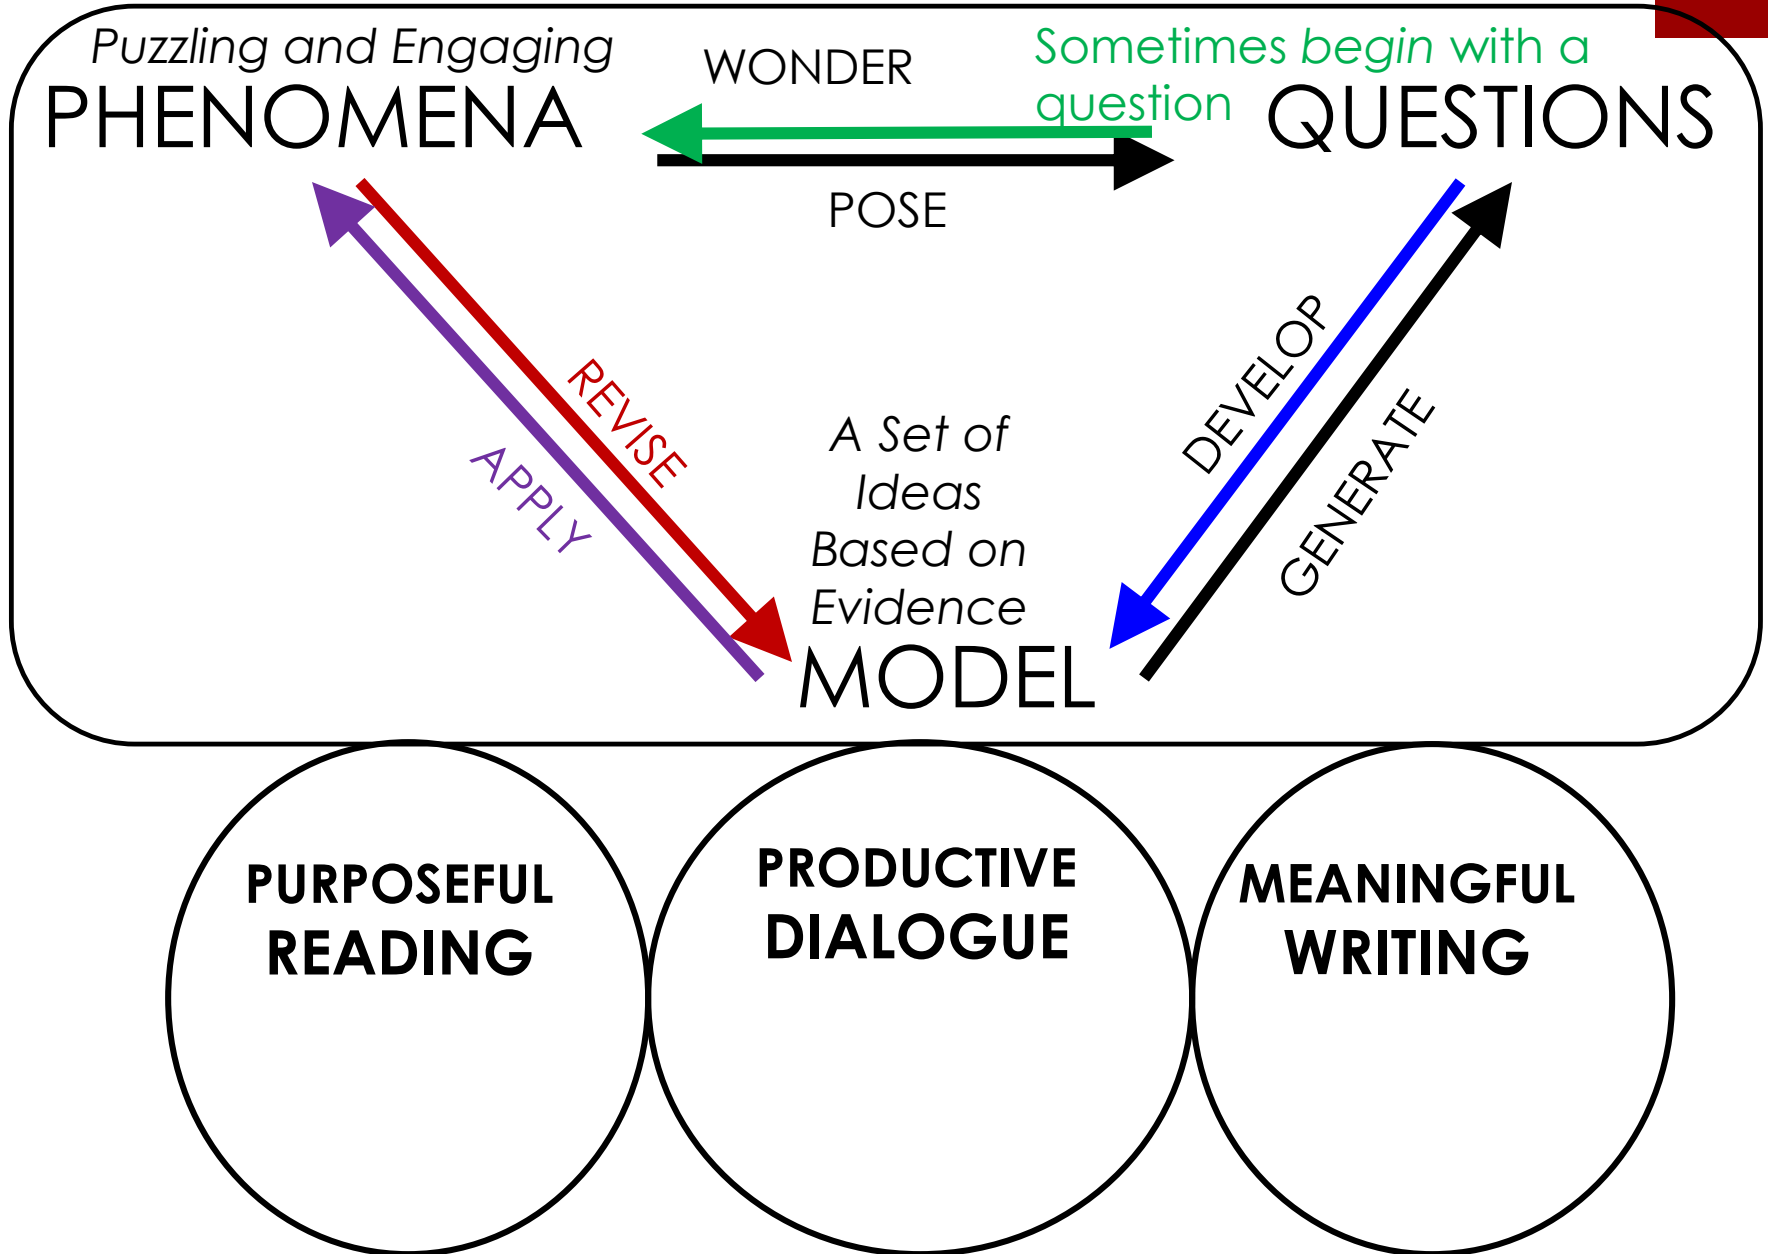 Puzzling and Engaging
PHENOMENA
WONDER
Sometimes begin with a
question
QUESTIONS
POSE
REVISE
APPLY
DEVELOP
GENERATE
A Set of
Ideas
Based on
Evidence
MODEL
PURPOSEFUL
READING
PRODUCTIVE
DIALOGUE
MEANINGFUL
WRITING